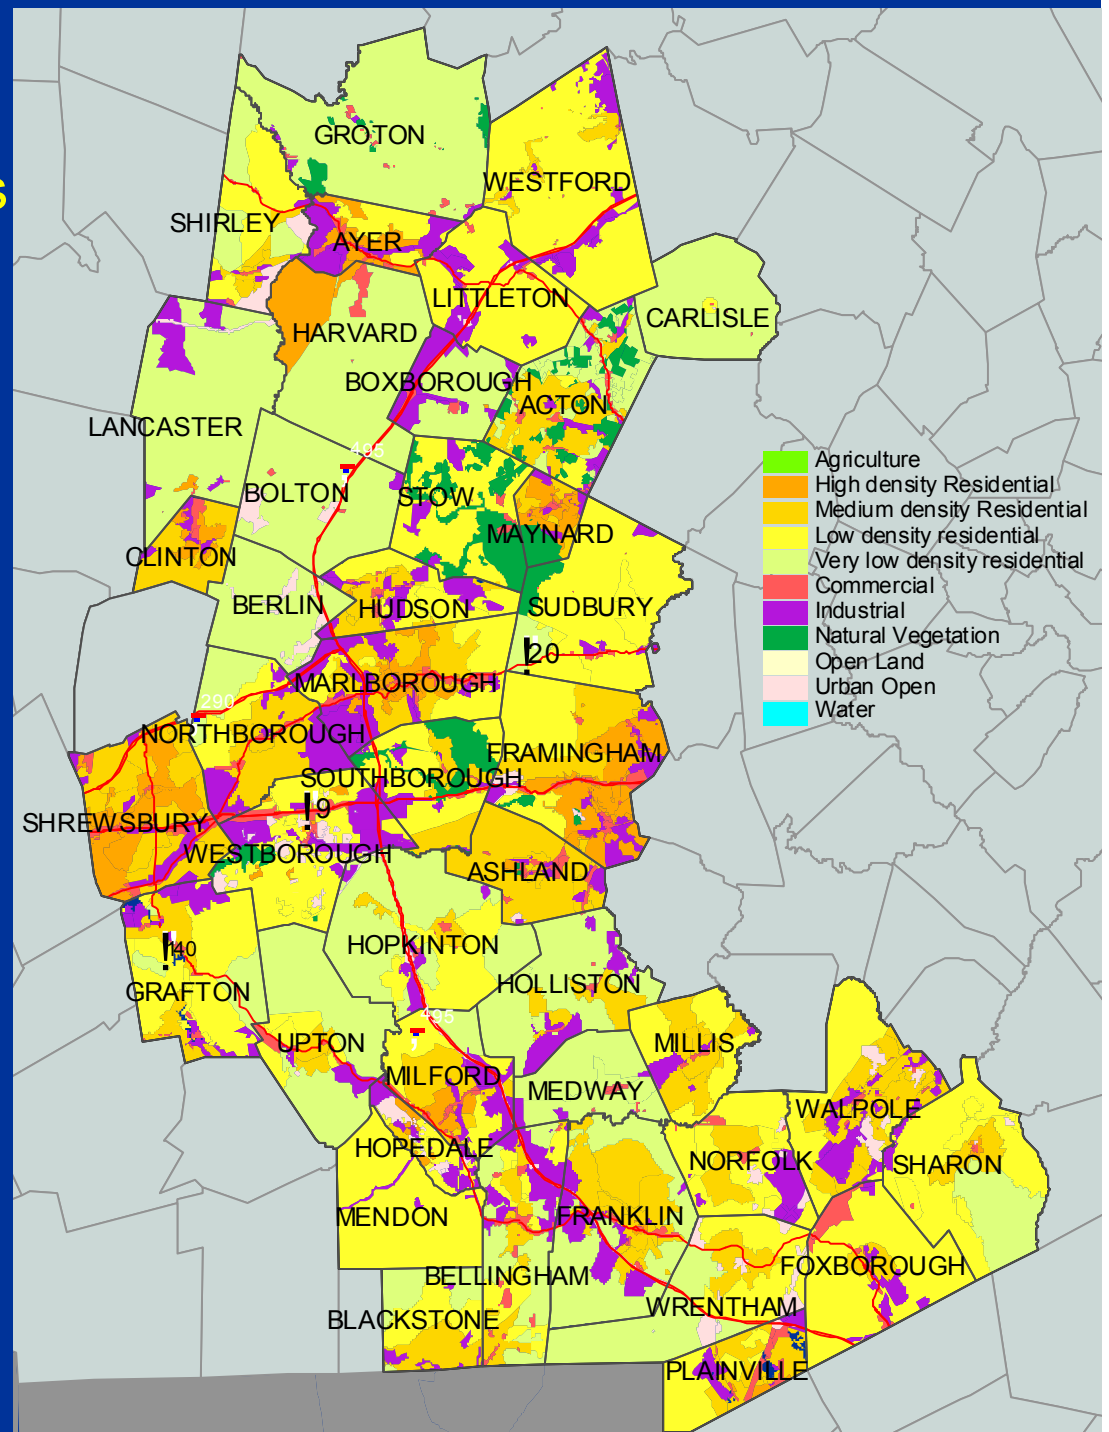 S
GROTON
WESTFORD
SHIRLEY
AYER
LITTLETON
CARLISLE
HARVARD
BOXBOROUGH
ACTON
LANCASTER
495
Agriculture
High density Residential
Medium density Residential
Low density residential
Very low density residential
Commercial
Industrial
Natural Vegetation
Open Land
Urban Open
Water
BOLTON
STOW
MAYNARD
CLINTON
BERLIN
HUDSON
SUDBURY
20
MARLBOROUGH
290
NORTHBOROUGH
FRAMINGHAM
SOUTHBOROUGH
9
SHREWSBURY
WESTBOROUGH
ASHLAND
HOPKINTON
140
HOLLISTON
GRAFTON
495
UPTON
MILLIS
MILFORD
MEDWAY
WALPOLE
HOPEDALE
NORFOLK
SHARON
MENDON
FRANKLIN
BELLINGHAM
FOXBOROUGH
WRENTHAM
BLACKSTONE
PLAINVILLE